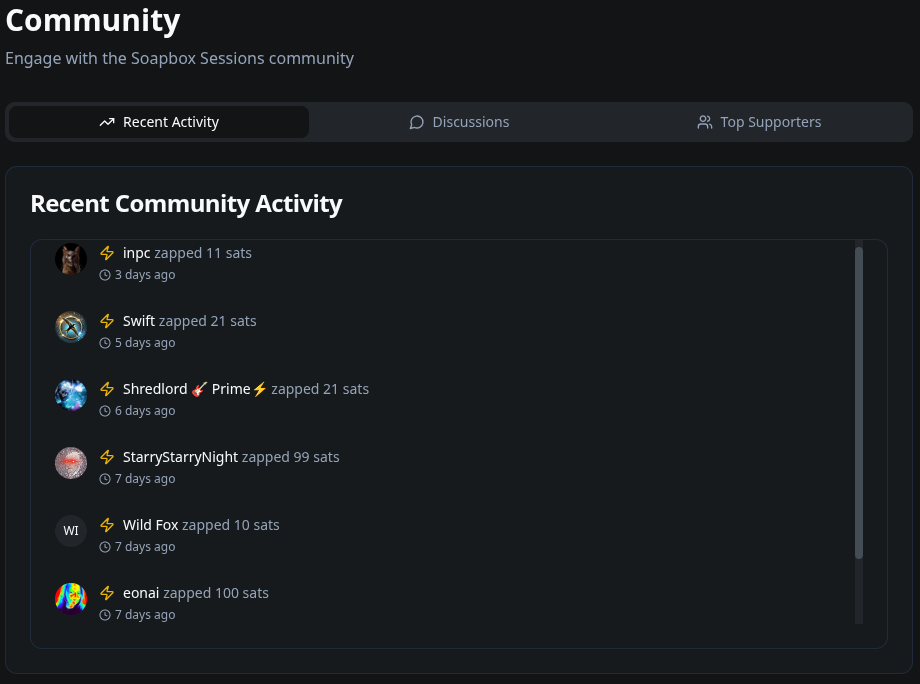 Community
Engage with the Soapbox Sessions community
Recent Activity
Discussions
Top Supporters
Recent Community Activity
inpc zapped 11 sats
3 days ago
Swift zapped 21 sats
5 days ago
Shredlord 🎸 Prime⚡ zapped 21 sats
6 days ago
StarryStarryNight zapped 99 sats
7 days ago
WI
Wild Fox zapped 10 sats
7 days ago
eonai zapped 100 sats
7 days ago